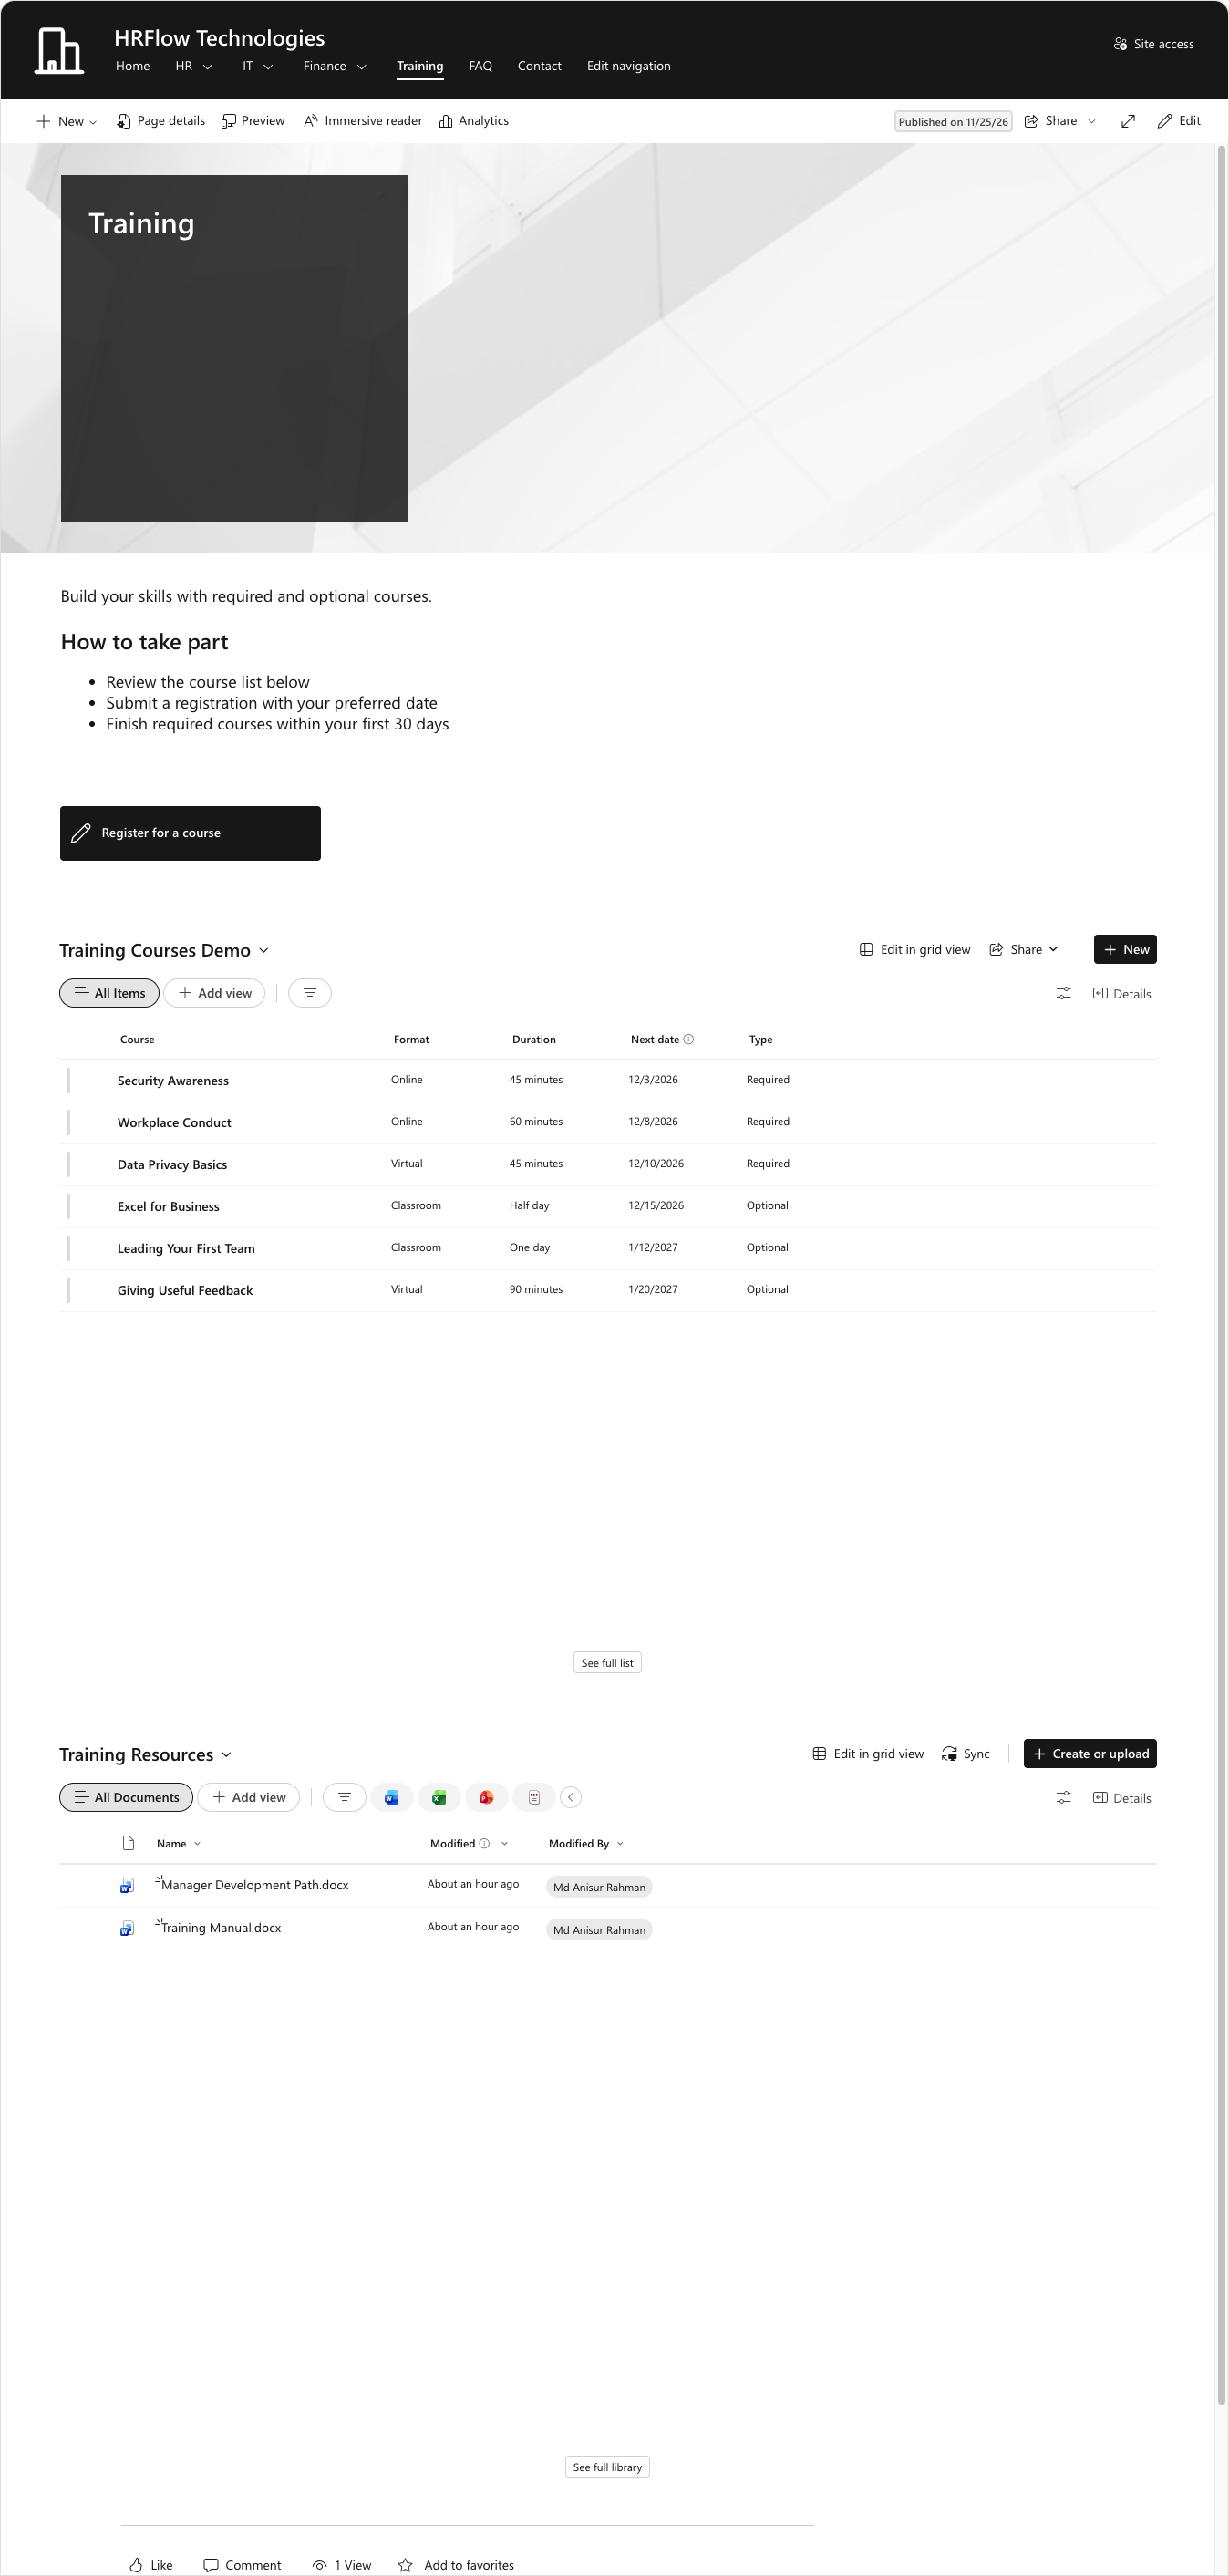 HRFlow Technologies
Site access
Home HR IT Finance Training FAQ Contact Edit navigation
New Page details Preview Immersive reader Analytics Published on 11/25/26 Share Edit
Training
Build your skills with required and optional courses.
How to take part
• Review the course list below
• Submit a registration with your preferred date
• Finish required courses within your first 30 days
Register for a course
Training Courses Demo Edit in grid view Share New
All Items Add view Details
Course Format Duration Next date Type
Security Awareness Online 45 minutes 12/3/2026 Required
Workplace Conduct Online 60 minutes 12/8/2026 Required
Data Privacy Basics Virtual 45 minutes 12/10/2026 Required
Excel for Business Classroom Half day 12/15/2026 Optional
Leading Your First Team Classroom One day 1/12/2027 Optional
Giving Useful Feedback Virtual 90 minutes 1/20/2027 Optional
See full list
Training Resources Edit in grid view Sync Create or upload
All Documents Add view Details
Name Modified Modified By
Manager Development Path.docx About an hour ago Md Anisur Rahman
Training Manual.docx About an hour ago Md Anisur Rahman
See full library
Like Comment 1 View Add to favorites